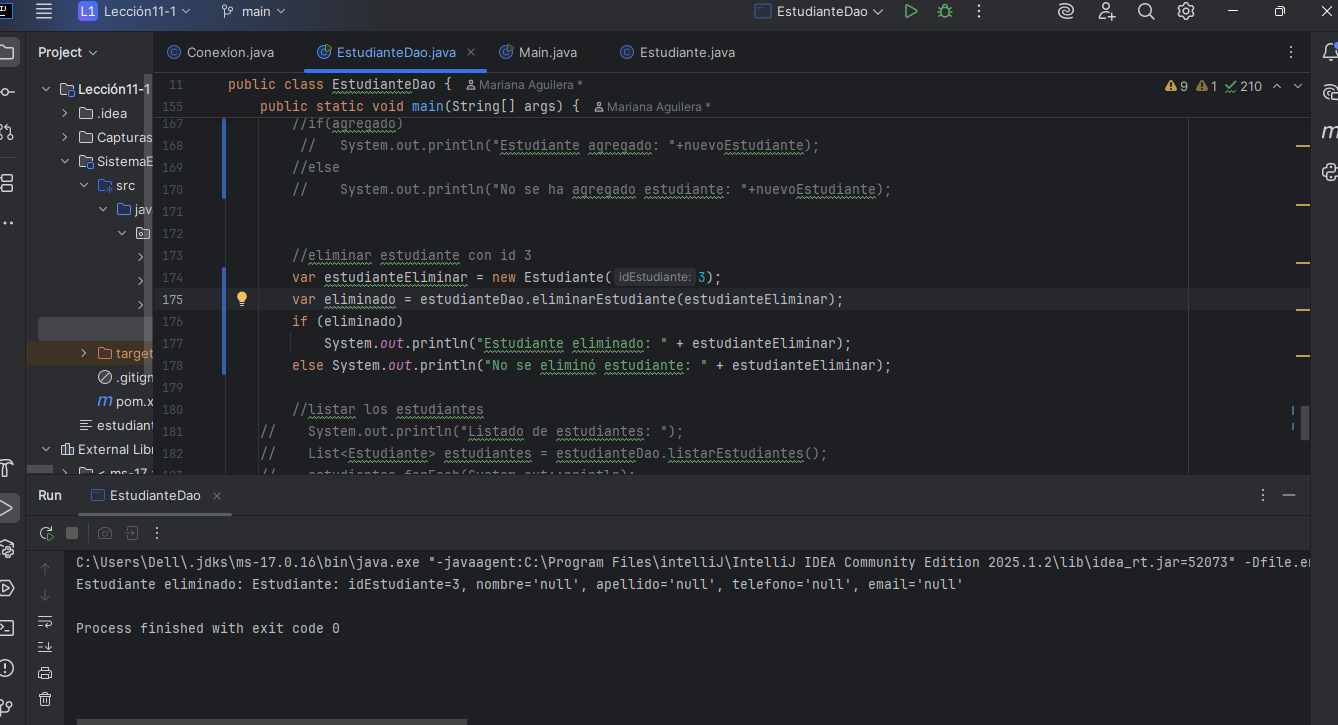 L1 Lección11-1 main EstudianteDao
Project
Conexion.java EstudianteDao.java Main.java Estudiante.java
Lección11-1
.idea
Capturas
SistemaE
src
jav
target
.gitign
pom.x
estudiant
External Libr
< ms-17
11 public class EstudianteDao { Mariana Aguilera *
9 1 210
155 public static void main(String[] args) { Mariana Aguilera *
167 //if(agregado)
168 // System.out.println("Estudiante agregado: "+nuevoEstudiante);
169 //else
170 // System.out.println("No se ha agregado estudiante: "+nuevoEstudiante);
171
172
173 //eliminar estudiante con id 3
174 var estudianteEliminar = new Estudiante( idEstudiante: 3);
175 var eliminado = estudianteDao.eliminarEstudiante(estudianteEliminar);
176 if (eliminado)
177 System.out.println("Estudiante eliminado: " + estudianteEliminar);
178 else System.out.println("No se eliminó estudiante: " + estudianteEliminar);
179
180 //listar los estudiantes
181 // System.out.println("Listado de estudiantes: ");
182 // List<Estudiante> estudiantes = estudianteDao.listarEstudiantes();
183 // estudiantes.forEach(System.out::println);
Run EstudianteDao
C:\Users\Dell\.jdks\ms-17.0.16\bin\java.exe "-javaagent:C:\Program Files\intelliJ\IntelliJ IDEA Community Edition 2025.1.2\lib\idea_rt.jar=52073" -Dfile.en
Estudiante eliminado: Estudiante: idEstudiante=3, nombre='null', apellido='null', telefono='null', email='null'
Process finished with exit code 0